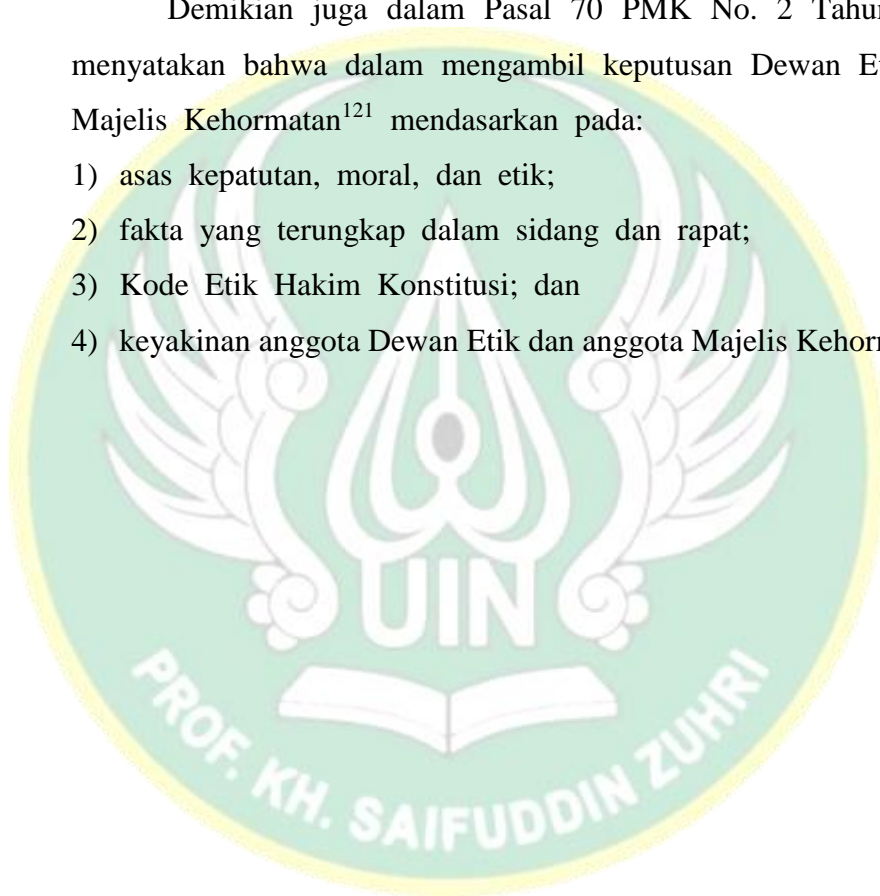 Demikian juga dalam Pasal 70 PMK No. 2 Tahun
menyatakan bahwa dalam mengambil keputusan Dewan
Majelis Kehormatan121 mendasarkan pada:
1) asas kepatutan, moral, dan etik;
2) fakta yang terungkap dalam sidang dan rapat;
3) Kode Etik Hakim Konstitusi; dan
4) keyakinan anggota Dewan Etik dan anggota Majelis
UIN
PROF. KH. SAIFUDDIN ZUHRI